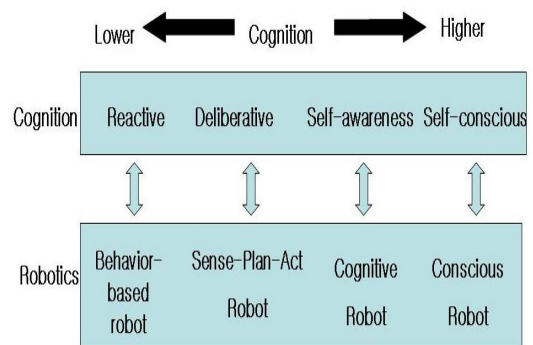 Lower Cognition Higher
Cognition Reactive Deliberative Self-awareness Self-conscious
Robotics
Behavior-
based
robot
Sense-Plan-Act
Robot
Cognitive
Robot
Conscious
Robot